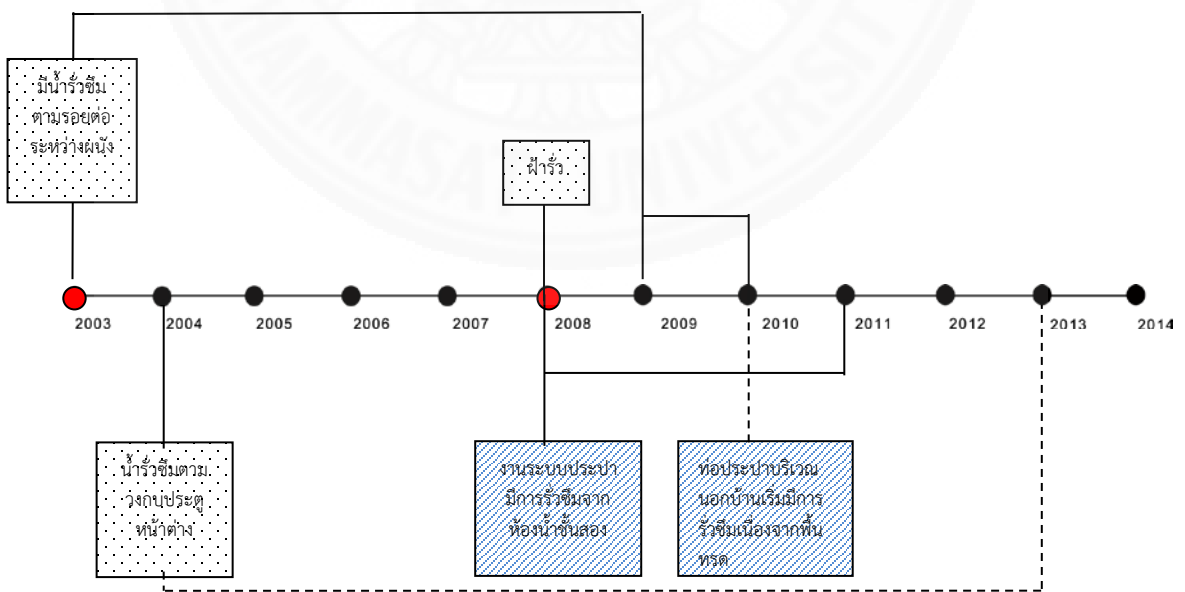 มีน้ำรั่วซึม
ตามรอยต่อ
ระหว่างผนัง
ฝ้ารั่ว
2003 2004 2005 2006 2007 2008 2009 2010 2011 2012 2013 2014
น้ำรั่วซึมตวม
วงกบประตู
หน้าต่าง
งานระบบประปา
มีการรั่วซึมจาก
ห้องน้ำชั้นสอง
ท่อประปาบริเวณ
นอกบ้านเริ่มมีการ
รั่วซึมเนื่องจากพื้น
ทรด